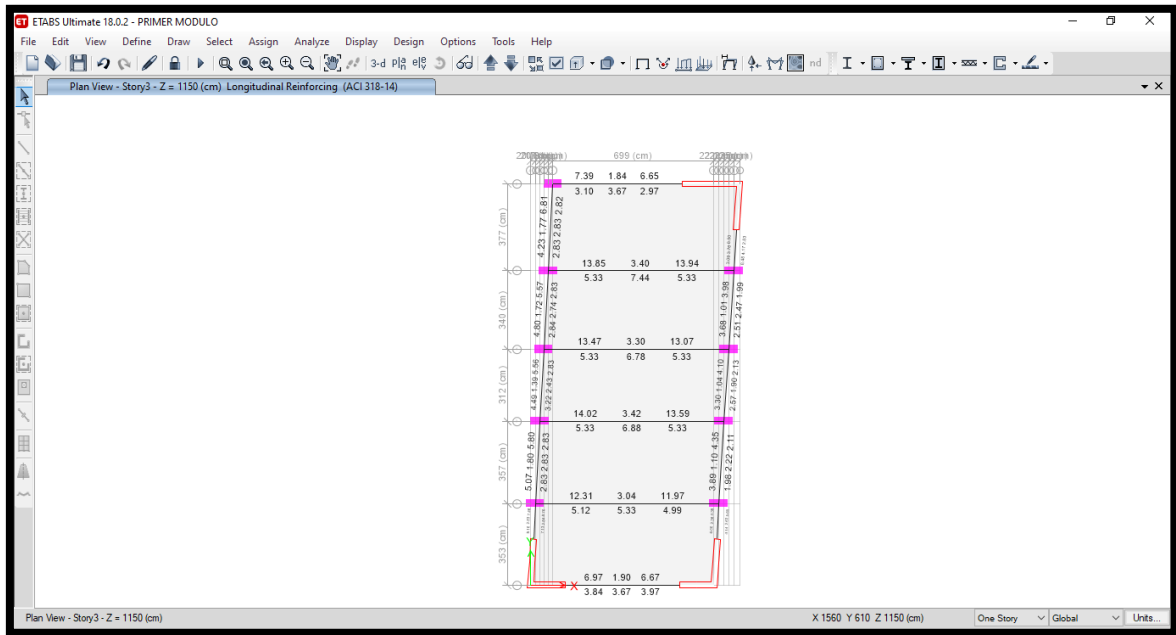 ETABS Ultimate 18.0.2 - PRIMER MODULO
File Edit View Define Draw Select Assign Analyze Display Design Options Tools Help
3-d nd
Plan View - Story3 - Z = 1150 (cm) Longitudinal Reinforcing (ACI 318-14)
699 (cm)
7.39 1.84 6.65
3.10 3.67 2.97
377 (cm)
4.23 1.77 6.81
2.83 2.83 2.82
13.85 3.40 13.94
5.33 7.44 5.33
340 (cm)
4.80 1.72 5.57
2.84 2.74 2.83
3.68 1.01 3.98
2.51 2.47 1.99
13.47 3.30 13.07
5.33 6.78 5.33
312 (cm)
4.49 1.39 5.56
3.22 2.43 2.83
3.30 1.04 4.10
2.57 1.90 2.13
14.02 3.42 13.59
5.33 6.88 5.33
357 (cm)
5.07 1.80 5.80
2.83 2.83 2.83
3.89 1.10 4.35
1.98 2.22 2.11
12.31 3.04 11.97
5.12 5.33 4.99
353 (cm)
Y
X
6.97 1.90 6.67
3.84 3.67 3.97
Plan View - Story3 - Z = 1150 (cm) X 1560 Y 610 Z 1150 (cm) One Story Global Units...